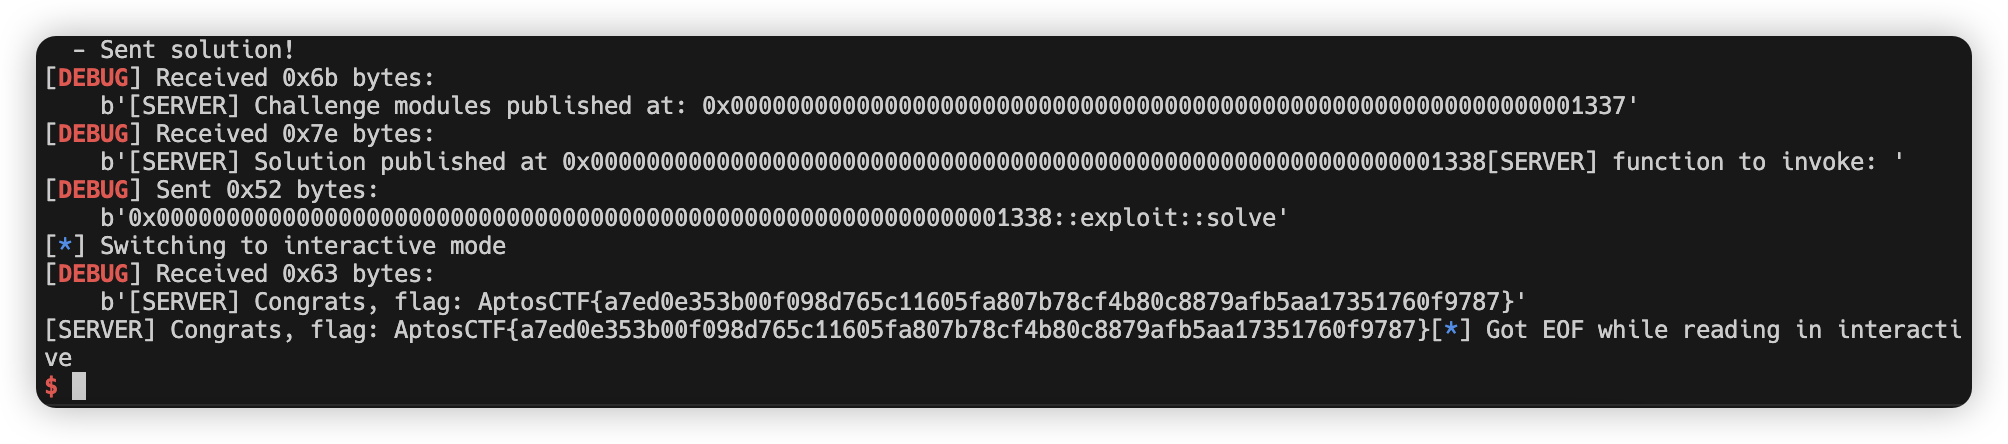 - Sent solution!
[DEBUG] Received 0x6b bytes:
b'[SERVER] Challenge modules published at: 0x0000000000000000000000000000000000000000000000000000000000001337'
[DEBUG] Received 0x7e bytes:
b'[SERVER] Solution published at 0x0000000000000000000000000000000000000000000000000000000000001338[SERVER] function to invoke: '
[DEBUG] Sent 0x52 bytes:
b'0x0000000000000000000000000000000000000000000000000000000000001338::exploit::solve'
[*] Switching to interactive mode
[DEBUG] Received 0x63 bytes:
b'[SERVER] Congrats, flag: AptosCTF{a7ed0e353b00f098d765c11605fa807b78cf4b80c8879afb5aa17351760f9787}'
[SERVER] Congrats, flag: AptosCTF{a7ed0e353b00f098d765c11605fa807b78cf4b80c8879afb5aa17351760f9787}[*] Got EOF while reading in interacti
ve
$